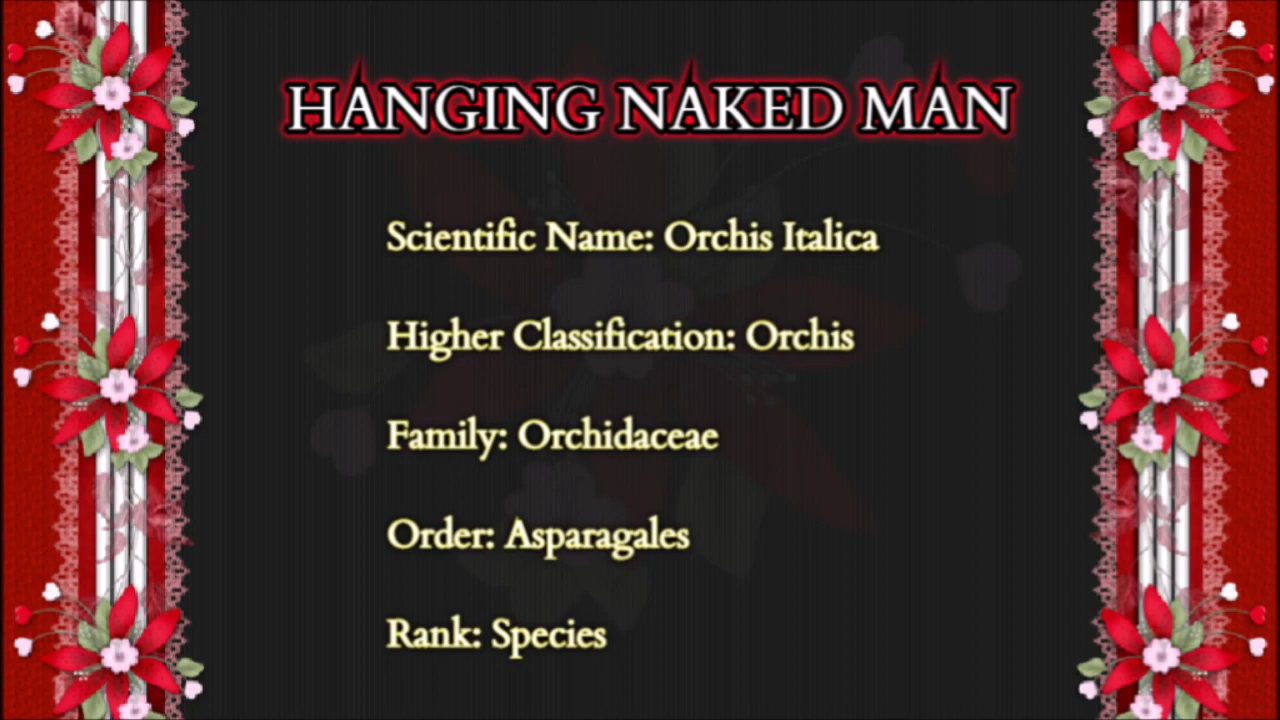 HANGING NAKED MAN
Scientific Name: Orchis Italica
Higher Classification: Orchis
Family: Orchidaceae
Order: Asparagales
Rank: Species